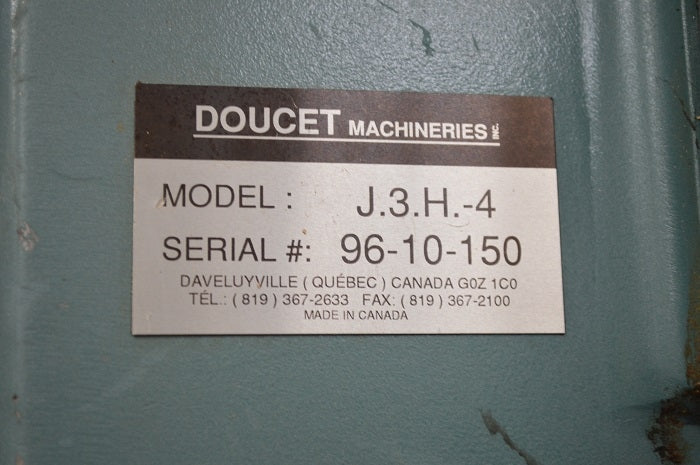 DOUCET MACHINERIES INC.
MODEL : J.3.H.-4
SERIAL #: 96-10-150
DAVELUYVILLE ( QUÉBEC ) CANADA G0Z 1C0
TÉL.: ( 819 ) 367-2633 FAX: ( 819 ) 367-2100
MADE IN CANADA